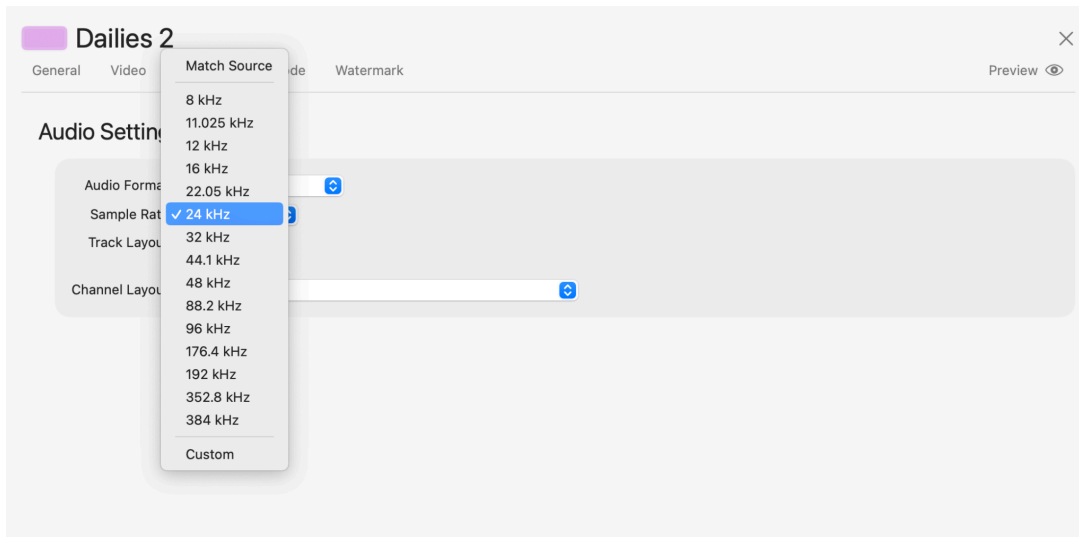 Dailies 2
General Video de Watermark Preview
Audio Setting
Audio Forma
Sample Rat
Track Layou
Channel Layou
Match Source
8 kHz
11.025 kHz
12 kHz
16 kHz
22.05 kHz
24 kHz
32 kHz
44.1 kHz
48 kHz
88.2 kHz
96 kHz
176.4 kHz
192 kHz
352.8 kHz
384 kHz
Custom